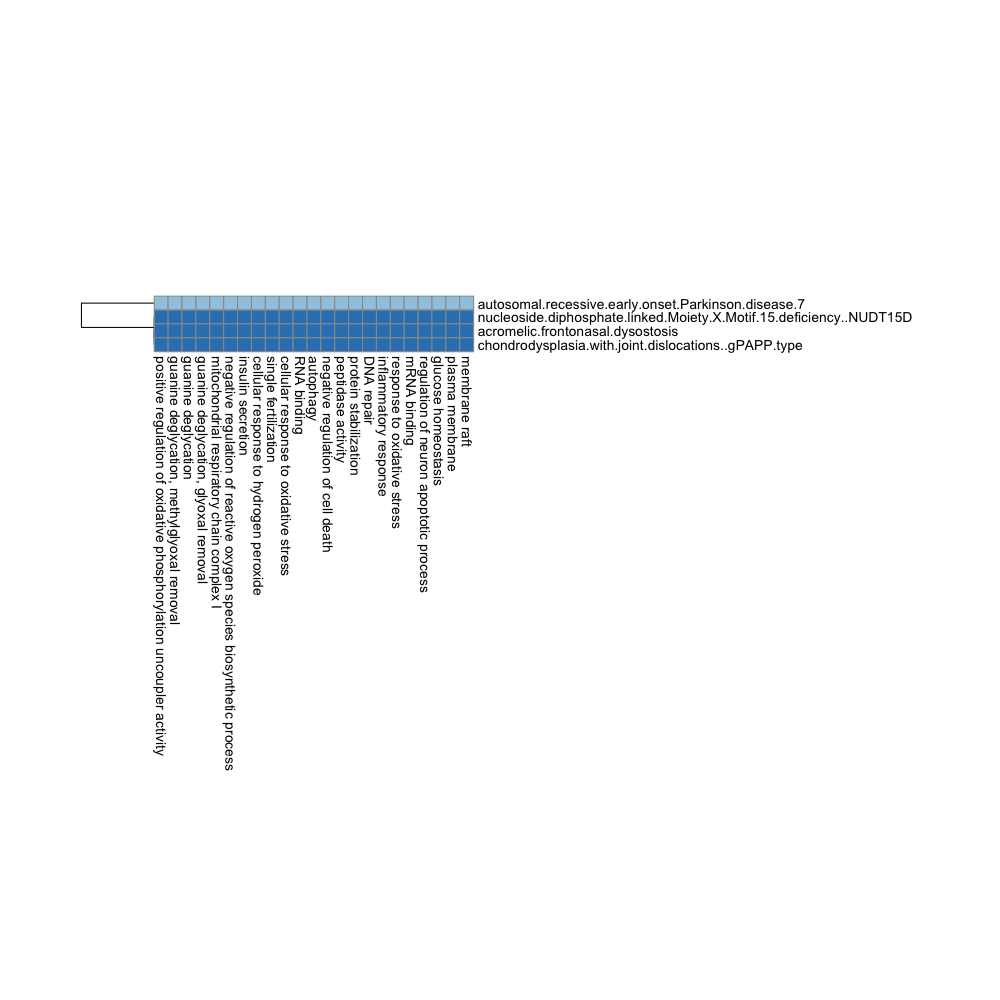 autosomal.recessive.early.onset.Parkinson.disease.7
nucleoside.diphosphate.linked.Moiety.X.Motif.15.deficiency..NUDT15D
acromelic.frontonasal.dysostosis
chondrodysplasia.with.joint.dislocations..gPAPP.type
positive regulation of oxidative phosphorylation uncoupler activity
guanine deglycation, methylglyoxal removal
guanine deglycation
guanine deglycation, glyoxal removal
mitochondrial respiratory chain complex I
negative regulation of reactive oxygen species biosynthetic process
insulin secretion
cellular response to hydrogen peroxide
single fertilization
cellular response to oxidative stress
RNA binding
autophagy
negative regulation of cell death
peptidase activity
protein stabilization
DNA repair
inflammatory response
response to oxidative stress
mRNA binding
regulation of neuron apoptotic process
glucose homeostasis
plasma membrane
membrane raft